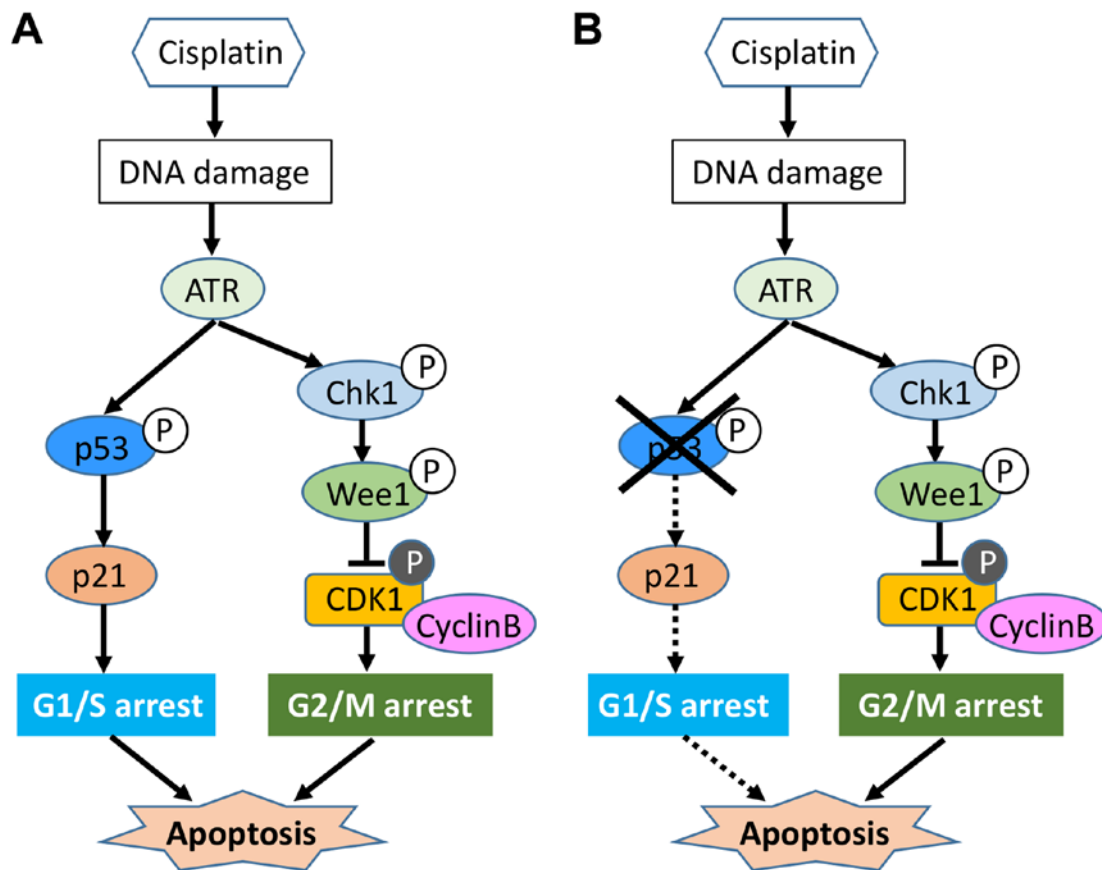 A
Cisplatin
DNA damage
ATR
Chk1
P
p53
P
Wee1
P
p21
P
CDK1
CyclinB
G1/S arrest
G2/M arrest
Apoptosis
B
Cisplatin
DNA damage
ATR
Chk1
P
p53
P
Wee1
P
p21
P
CDK1
CyclinB
G1/S arrest
G2/M arrest
Apoptosis